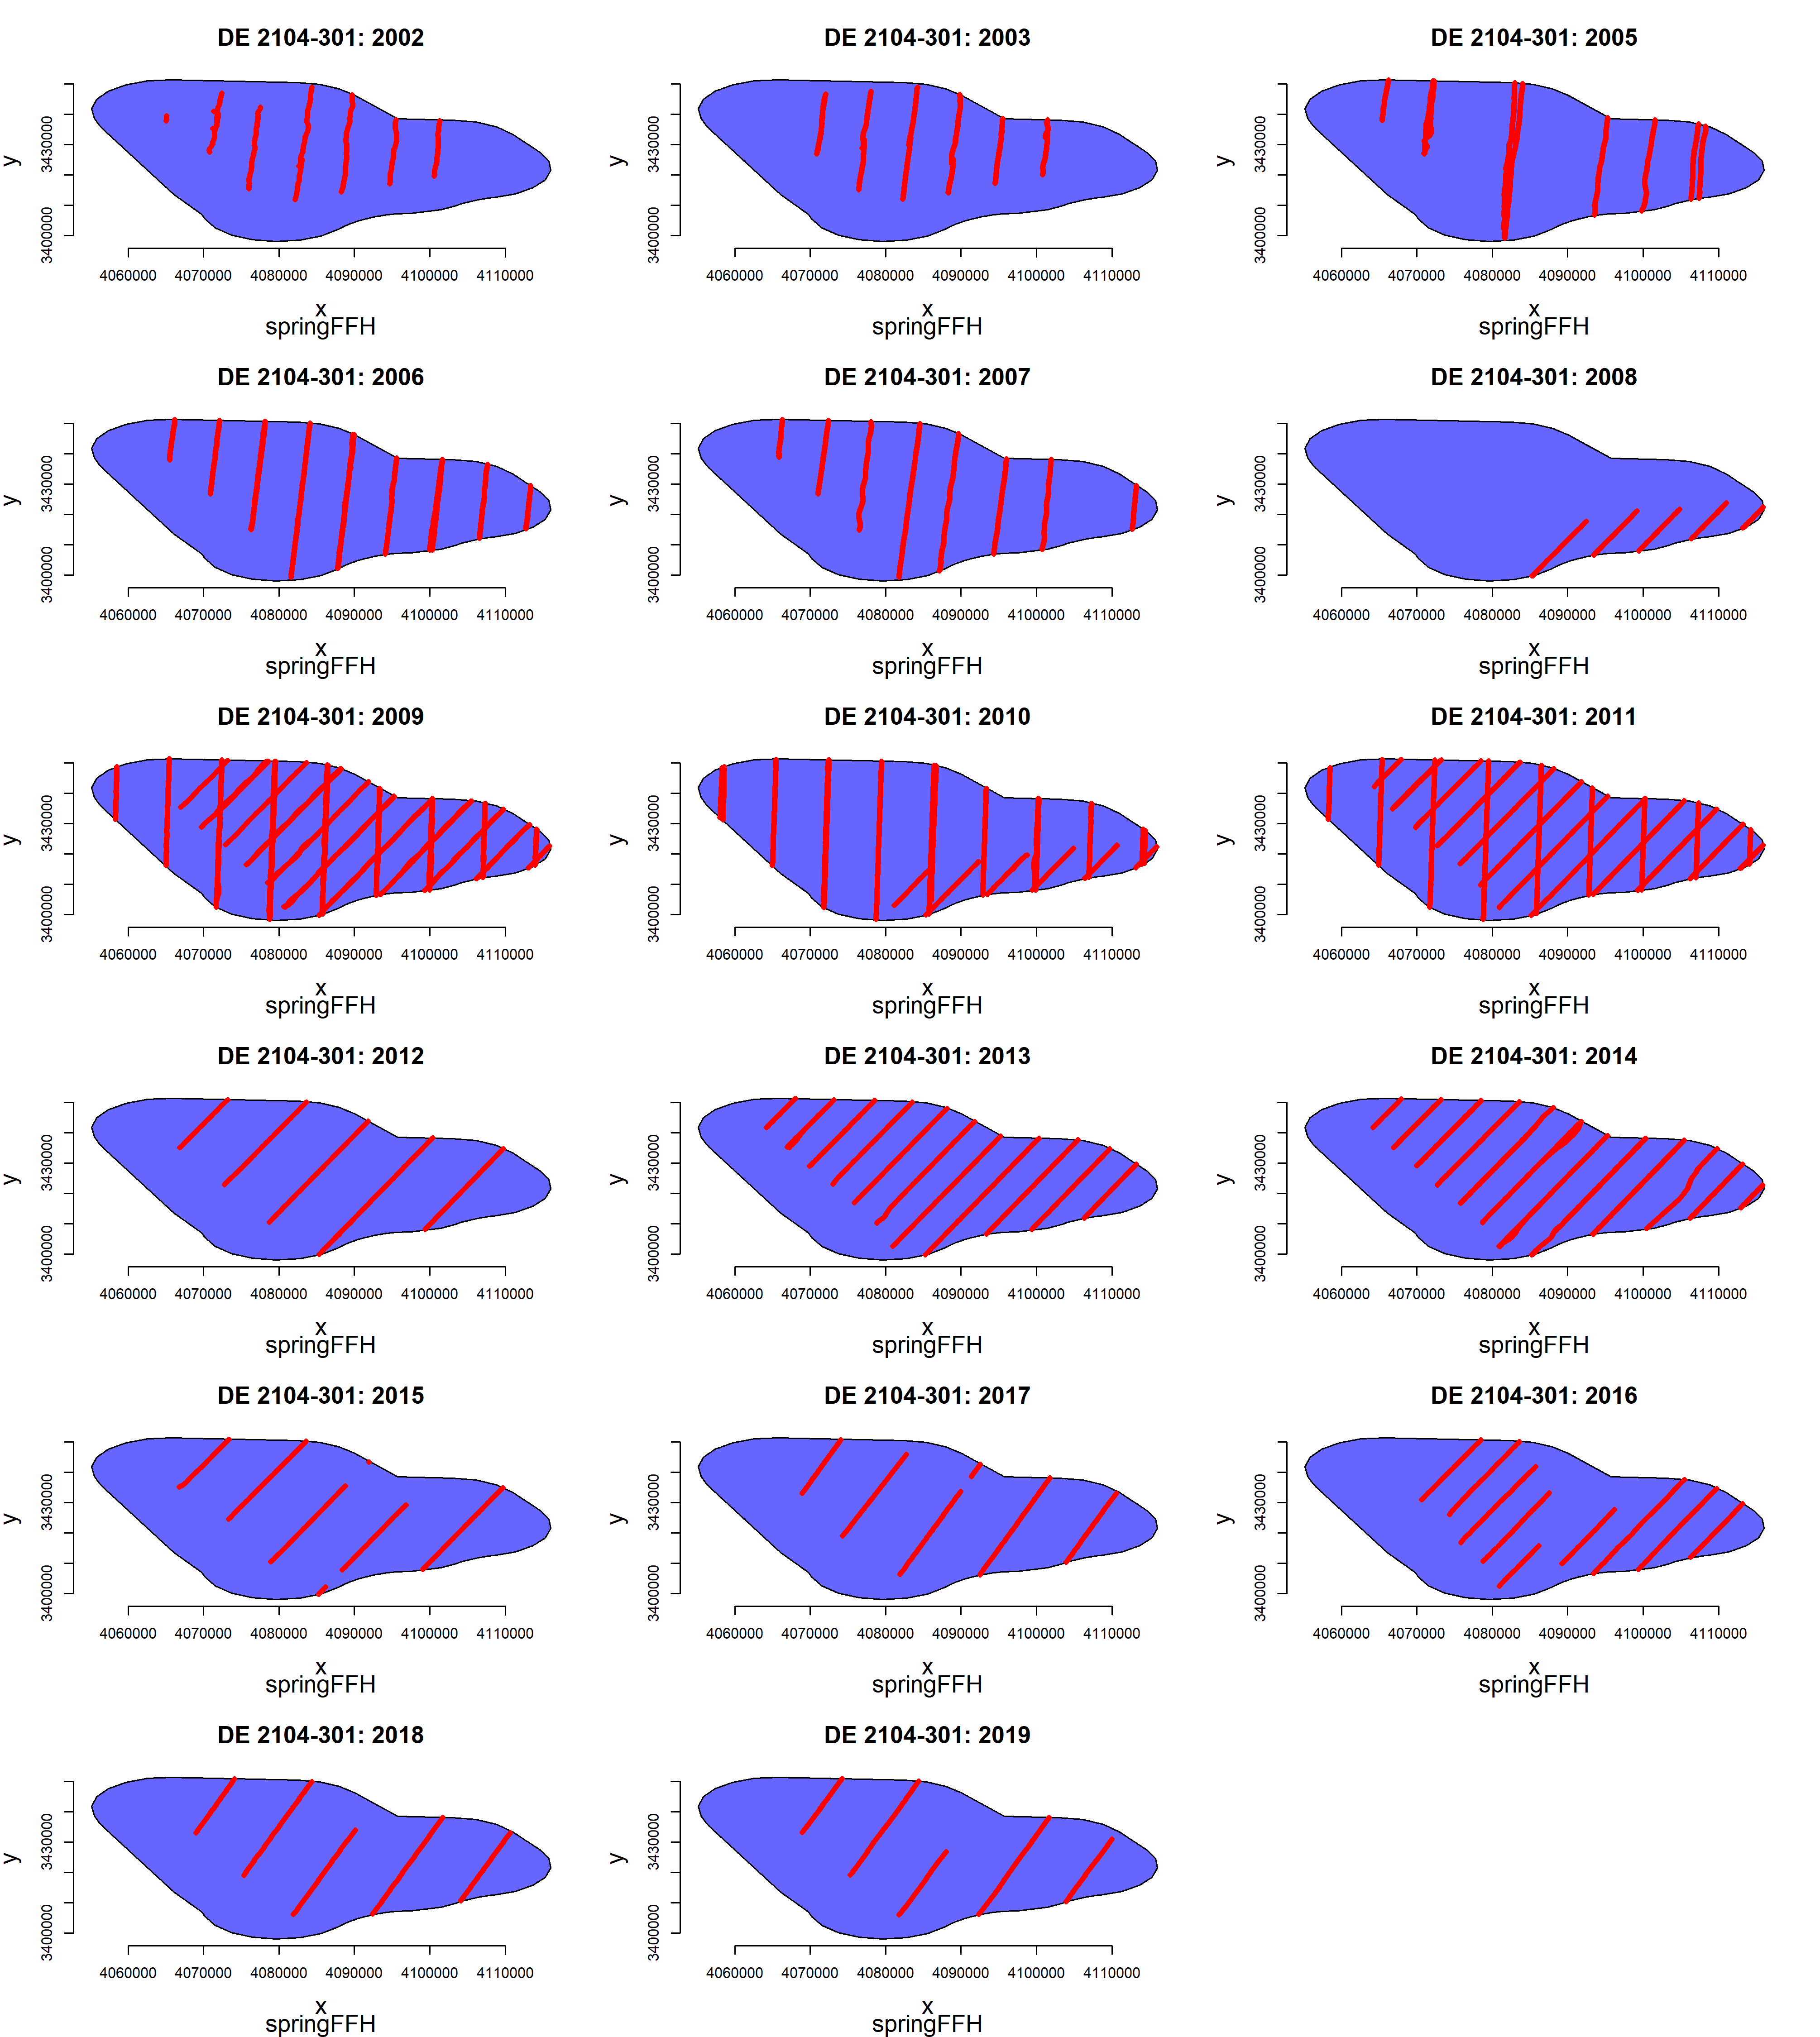 DE 2104-301: 2002
DE 2104-301: 2003
DE 2104-301: 2005
y
3400000 3430000
y
3400000 3430000
y
3400000 3430000
4060000 4070000 4080000 4090000 4100000 4110000
4060000 4070000 4080000 4090000 4100000 4110000
4060000 4070000 4080000 4090000 4100000 4110000
x
springFFH
x
springFFH
x
springFFH
DE 2104-301: 2006
DE 2104-301: 2007
DE 2104-301: 2008
y
3400000 3430000
y
3400000 3430000
y
3400000 3430000
4060000 4070000 4080000 4090000 4100000 4110000
4060000 4070000 4080000 4090000 4100000 4110000
4060000 4070000 4080000 4090000 4100000 4110000
x
springFFH
x
springFFH
x
springFFH
DE 2104-301: 2009
DE 2104-301: 2010
DE 2104-301: 2011
y
3400000 3430000
y
3400000 3430000
y
3400000 3430000
4060000 4070000 4080000 4090000 4100000 4110000
4060000 4070000 4080000 4090000 4100000 4110000
4060000 4070000 4080000 4090000 4100000 4110000
x
springFFH
x
springFFH
x
springFFH
DE 2104-301: 2012
DE 2104-301: 2013
DE 2104-301: 2014
y
3400000 3430000
y
3400000 3430000
y
3400000 3430000
4060000 4070000 4080000 4090000 4100000 4110000
4060000 4070000 4080000 4090000 4100000 4110000
4060000 4070000 4080000 4090000 4100000 4110000
x
springFFH
x
springFFH
x
springFFH
DE 2104-301: 2015
DE 2104-301: 2017
DE 2104-301: 2016
y
3400000 3430000
y
3400000 3430000
y
3400000 3430000
4060000 4070000 4080000 4090000 4100000 4110000
4060000 4070000 4080000 4090000 4100000 4110000
4060000 4070000 4080000 4090000 4100000 4110000
x
springFFH
x
springFFH
x
springFFH
DE 2104-301: 2018
DE 2104-301: 2019
y
3400000 3430000
y
3400000 3430000
4060000 4070000 4080000 4090000 4100000 4110000
4060000 4070000 4080000 4090000 4100000 4110000
x
springFFH
x
springFFH